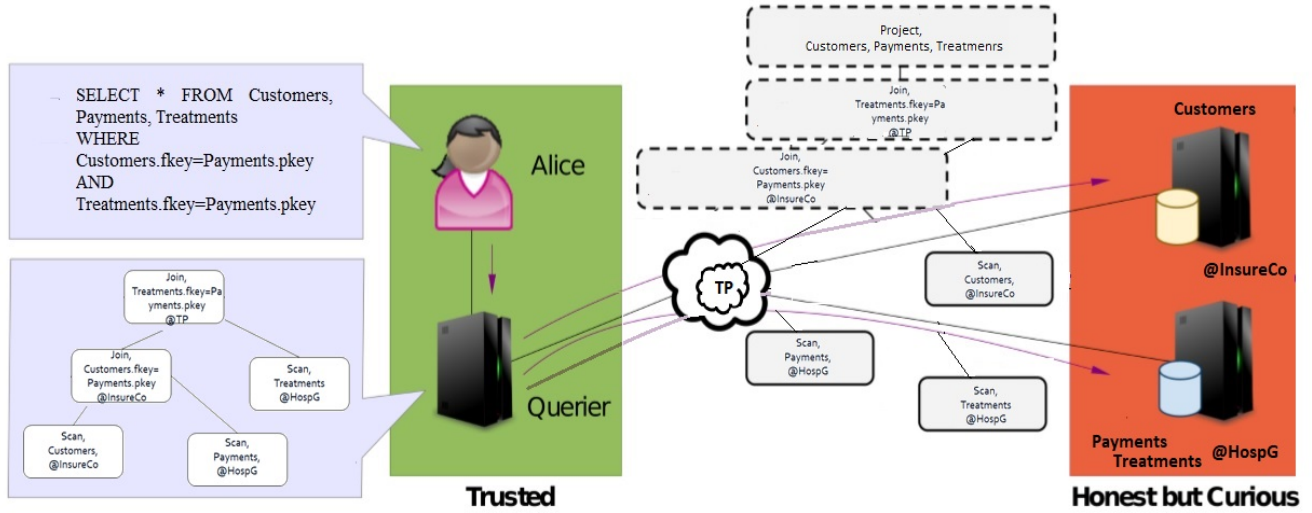 SELECT * FROM Customers,
Payments, Treatments
WHERE
Customers.fkey=Payments.pkey
AND
Treatments.fkey=Payments.pkey
Join,
Treatments.fkey=Pa
yments.pkey
@TP
Join,
Customers.fkey=
Payments.pkey
@InsureCo
Scan,
Treatments
@HospG
Scan,
Customers,
@InsureCo
Scan,
Payments,
@HospG
Alice
Querier
Trusted
Project,
Customers, Payments, Treatmenrs
Join,
Treatments.fkey=Pa
yments.pkey
@TP
Join,
Customers.fkey=
Payments.pkey
@InsureCo
TP
Scan,
Customers,
@InsureCo
Scan,
Payments,
@HospG
Scan,
Treatments
@HospG
Customers
@InsureCo
Payments
Treatments
@HospG
Honest but Curious